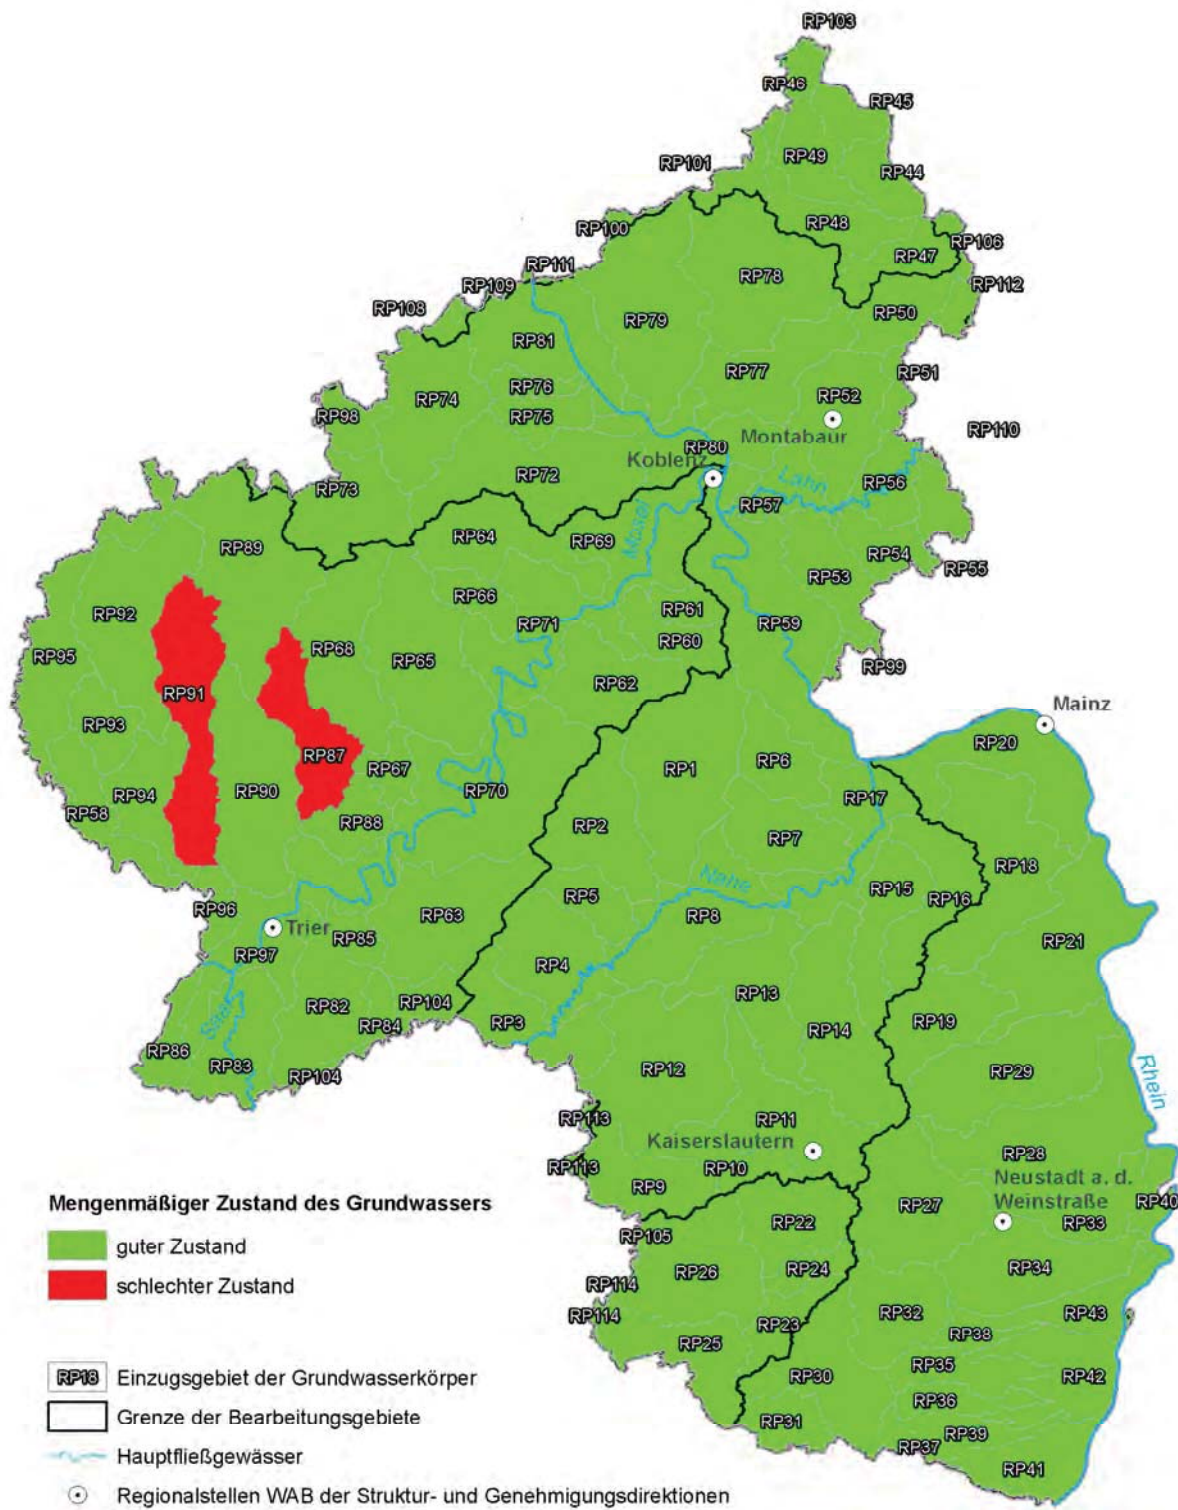 RP103
RP46
RP45
RP49
RP101
RP44
RP48
RP100
RP106
RP47
RP111
RP78
RP109
RP112
RP108
RP50
RP79
RP81
RP77
RP51
RP76
RP52
RP74
RP98
RP75
RP110
Montabaur
RP80
Koblenz
RP72
Lahn
RP56
RP73
RP57
Mosel
RP64
RP69
RP89
RP54
RP55
RP53
RP66
RP61
RP92
RP71
RP59
RP60
RP68
RP95
RP65
RP99
RP62
RP91
Mainz
RP93
RP20
RP87
RP6
RP67
RP1
RP90
RP70
RP94
RP17
RP58
RP88
RP2
RP7
RP18
Nahe
RP15
RP5
RP16
RP96
RP63
RP8
Trier
RP85
RP21
RP97
RP4
RP13
RP104
RP82
Saar
RP3
RP19
RP84
RP14
RP86
RP83
RP12
RP29
Rhein
RP104
RP113
RP11
Kaiserslautern
RP28
RP113
RP10
Neustadt a. d.
Weinstraße
RP9
Mengenmäßiger Zustand des Grundwassers
RP27
RP40
RP22
RP33
RP105
guter Zustand
RP26
RP24
RP34
schlechter Zustand
RP114
RP114
RP32
RP43
RP23
RP38
RP25
RP35
RP18 Einzugsgebiet der Grundwasserkörper
RP30
RP42
RP36
Grenze der Bearbeitungsgebiete
RP31
RP39
RP37
Hauptfließgewässer
RP41
Regionalstellen WAB der Struktur- und Genehmigungsdirektionen